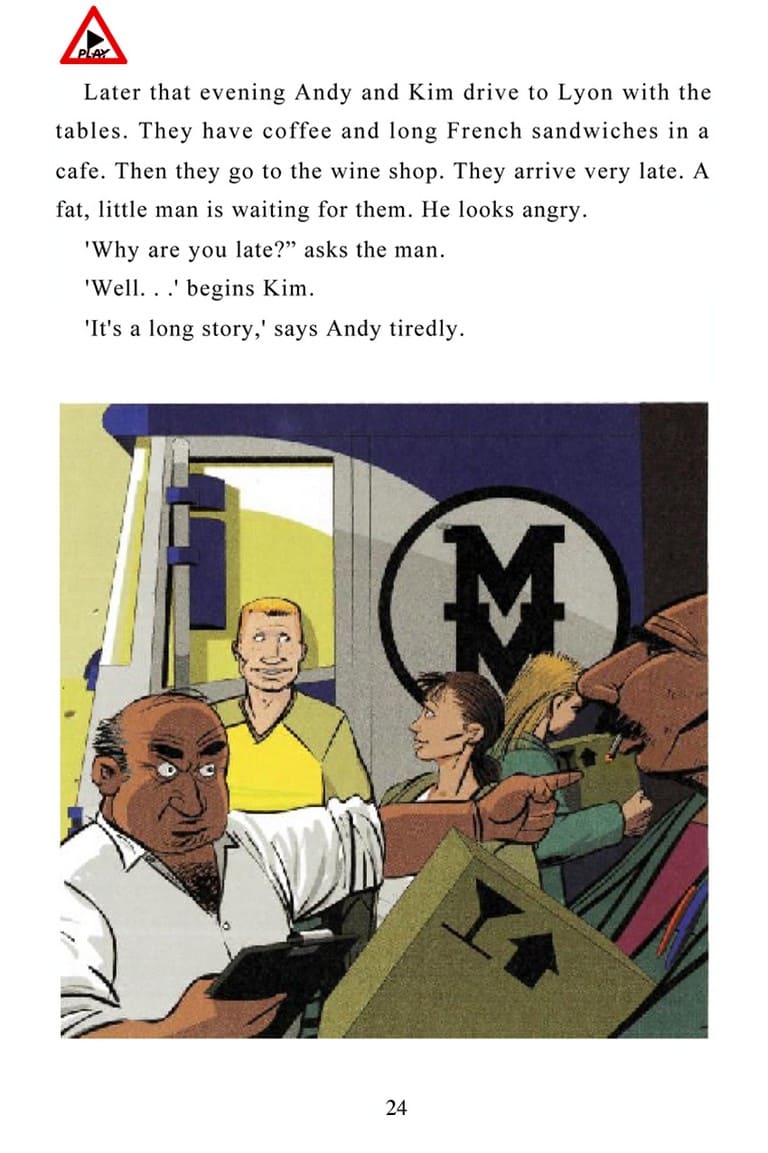 PLAY
Later that evening Andy and Kim drive to Lyon with the
tables. They have coffee and long French sandwiches in a
cafe. Then they go to the wine shop. They arrive very late. A
fat, little man is waiting for them. He looks angry.
'Why are you late?” asks the man.
'Well. . .' begins Kim.
'It's a long story,' says Andy tiredly.
M
M
24